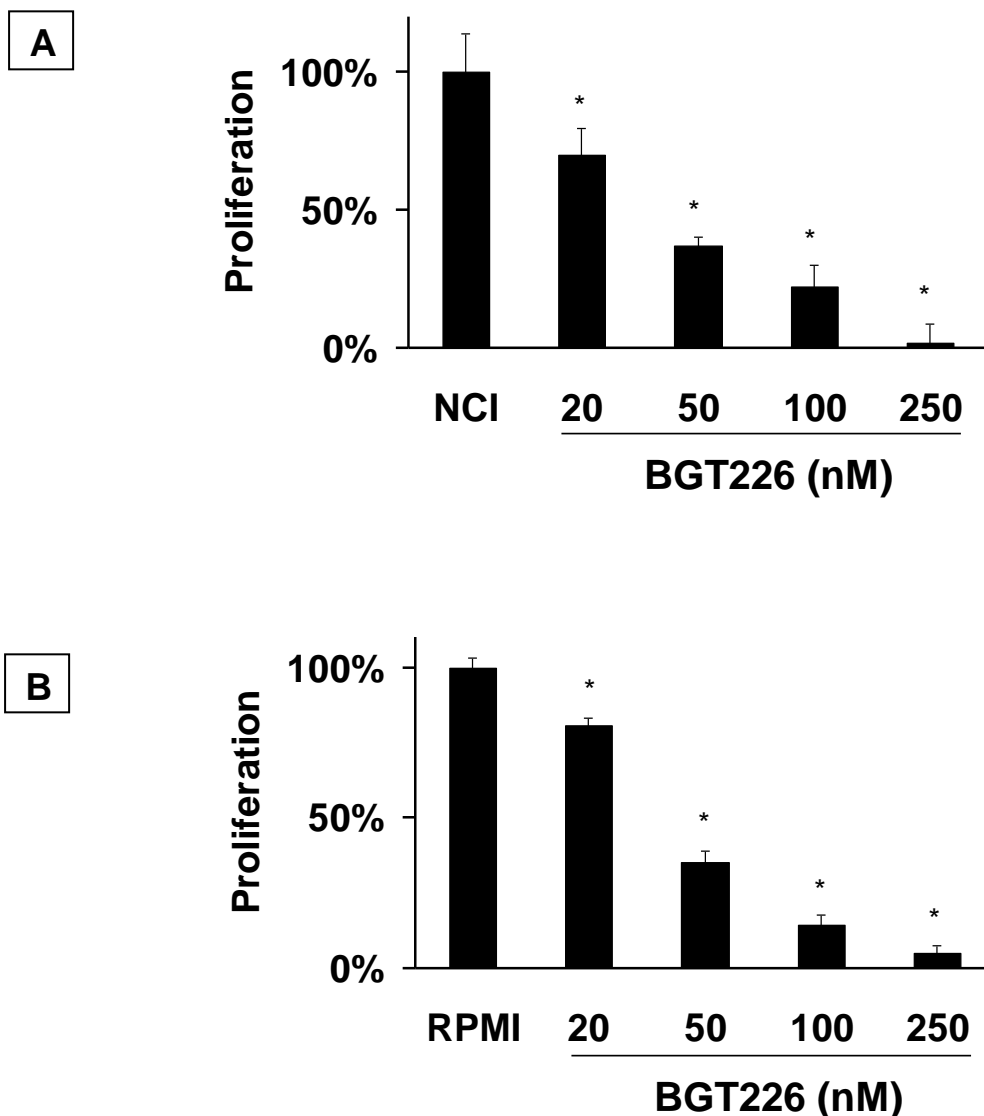 A
Proliferation
100%
*
*
50%
*
*
0%
NCI 20 50 100 250
BGT226 (nM)
B
Proliferation
100%
*
50%
*
*
*
0%
RPMI 20 50 100 250
BGT226 (nM)